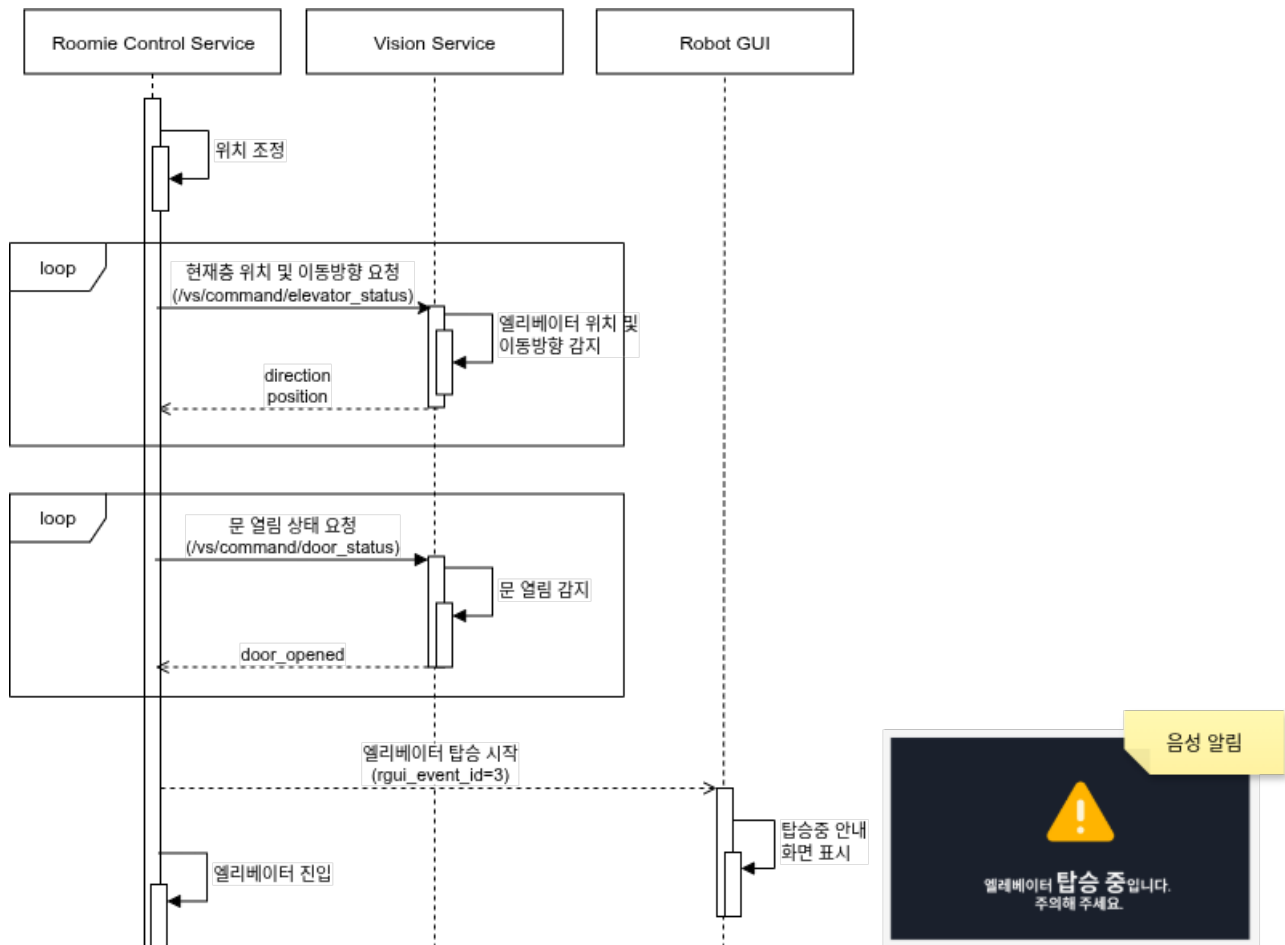 Roomie Control Service
Vision Service
Robot GUI
위치 조정
loop
현재층 위치 및 이동방향 요청
(/vs/command/elevator_status)
엘리베이터 위치 및
이동방향 감지
direction
position
loop
문 열림 상태 요청
(/vs/command/door_status)
문 열림 감지
door_opened
음성 알림
엘리베이터 탑승 시작
(rgui_event_id=3)
탑승중 안내
화면 표시
엘리베이터 진입
엘레베이터 탑승 중입니다.
주의해 주세요.